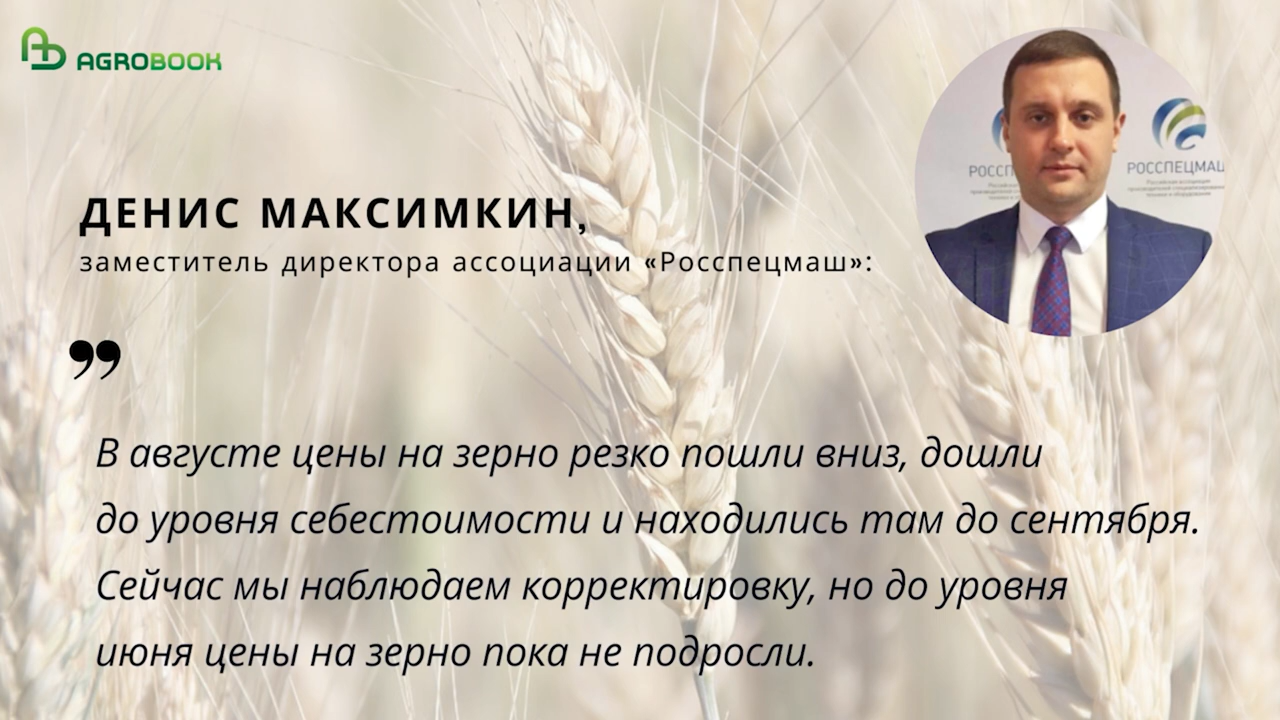 AGROBOOK
РОССПЕЦМАШ
ДЕНИС МАКСИМКИН,
заместитель директора ассоциации «Росспецмаш»:
”
В августе цены на зерно резко пошли вниз, дошли
до уровня себестоимости и находились там до сентября.
Сейчас мы наблюдаем корректировку, но до уровня
июня цены на зерно пока не подросли.